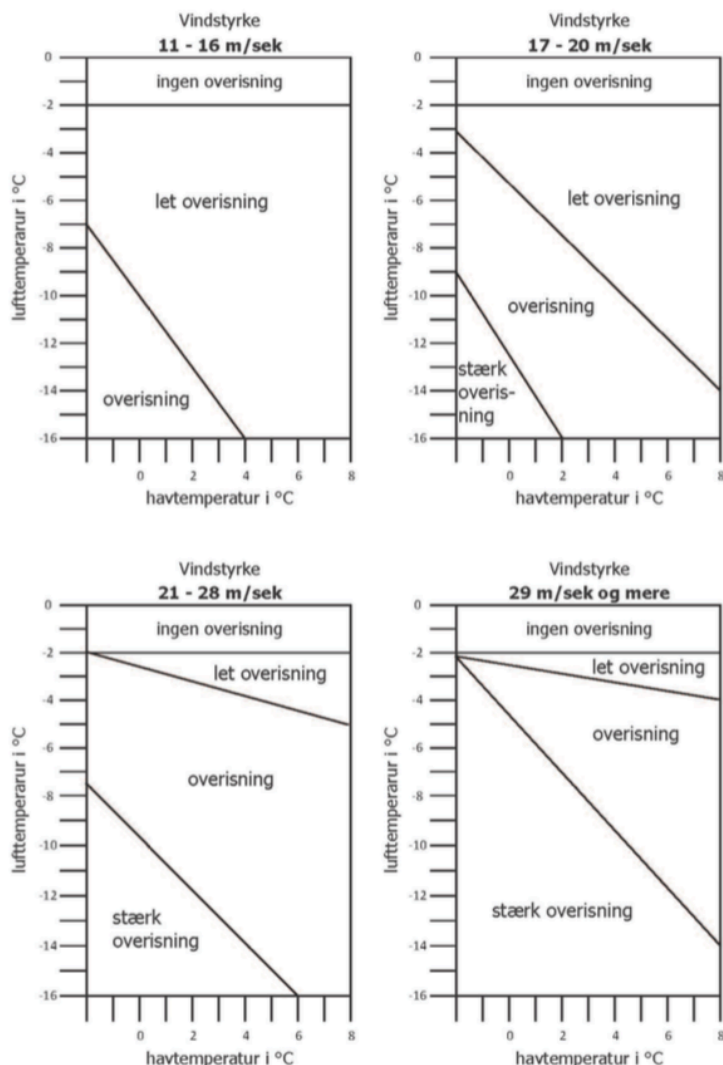 Vindstyrke
11 - 16 m/sek
0
-2
-4
-6
-8
-10
-12
-14
-16
lufttemperarur i °C
ingen overisning
let overisning
overisning
0
2
4
6
8
havtemperatur i °C
Vindstyrke
17 - 20 m/sek
0
-2
-4
-6
-8
-10
-12
-14
-16
lufttemperarur i °C
ingen overisning
let overisning
overisning
stærk
overis-
ning
0
2
4
6
8
havtemperatur i °C
Vindstyrke
21 - 28 m/sek
0
-2
-4
-6
-8
-10
-12
-14
-16
lufttemperarur i °C
ingen overisning
let overisning
overisning
stærk
overisning
0
2
4
6
8
havtemperatur i °C
Vindstyrke
29 m/sek og mere
0
-2
-4
-6
-8
-10
-12
-14
-16
lufttemperarur i °C
ingen overisning
let overisning
overisning
stærk overisning
0
2
4
6
8
havtemperatur i °C